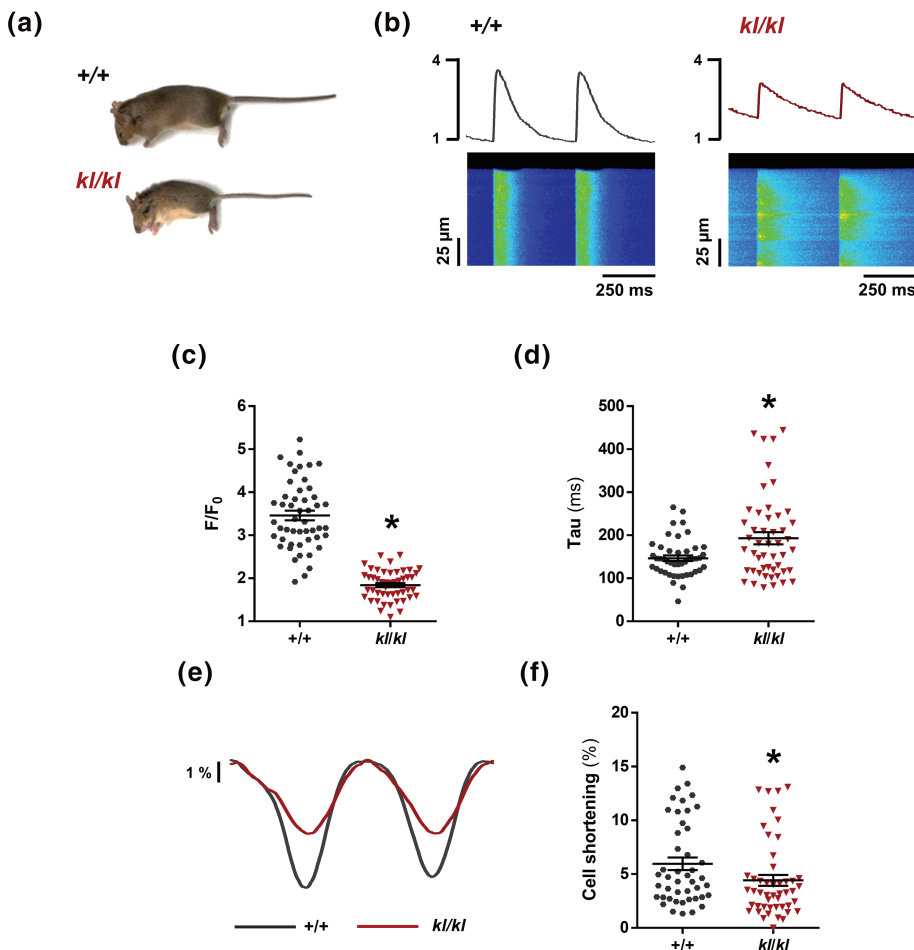 (a)
+/+
kl/kl
(b)
+/+
kl/kl
4
1
4
1
25 µm
25 µm
250 ms
250 ms
(c)
F/F0
6
5
4
3
2
1
+/+
kl/kl
*
(d)
Tau (ms)
500
400
300
200
100
0
+/+
kl/kl
*
(e)
1 %
+/+
kl/kl
(f)
Cell shortening (%)
20
15
10
5
0
+/+
kl/kl
*